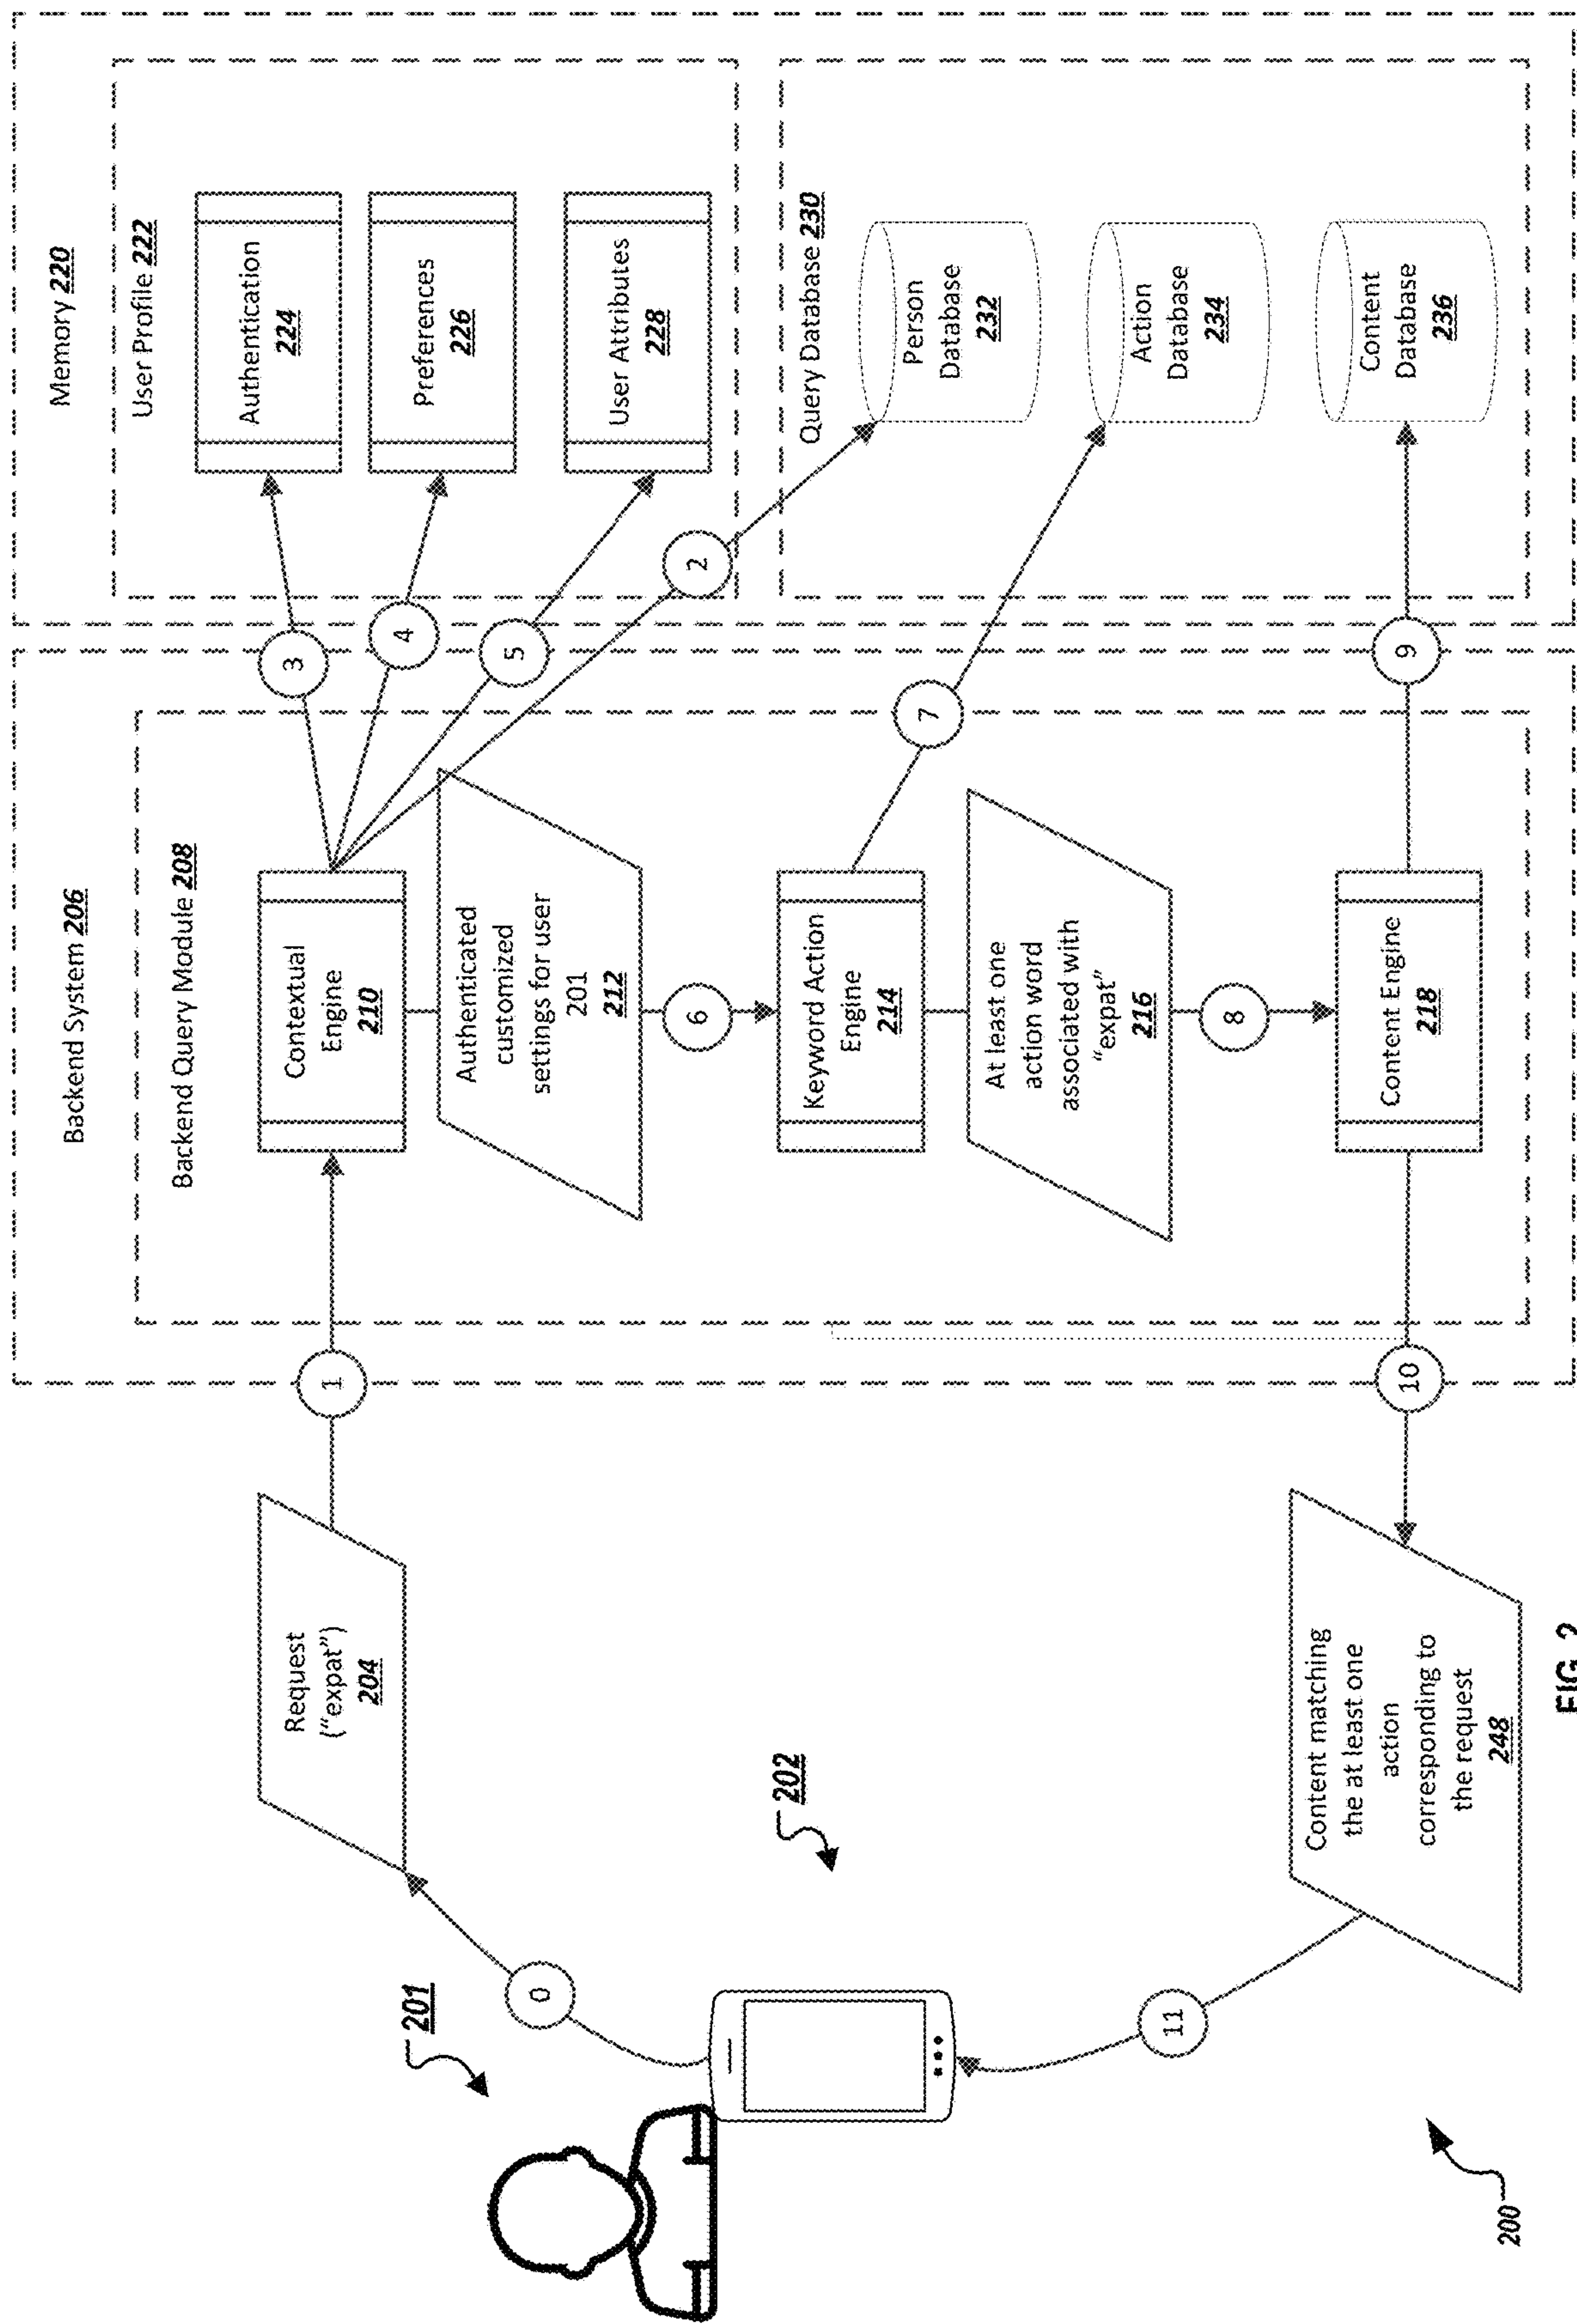 201
0
202
200
11
Request
("expat")
204
Content matching
the at least one
action
corresponding to
the request
248
1
10
Backend System 206
Backend Query Module 208
Contextual
Engine
210
Authenticated
customized
settings for user
201
212
6
Keyword Action
Engine
214
At least one
action word
associated with
"expat"
216
8
Content Engine
218
3
4
5
2
7
9
Memory 220
User Profile 222
Authentication
224
Preferences
226
User Attributes
228
Query Database 230
Person
Database
232
Action
Database
234
Content
Database
236
FIG. 2